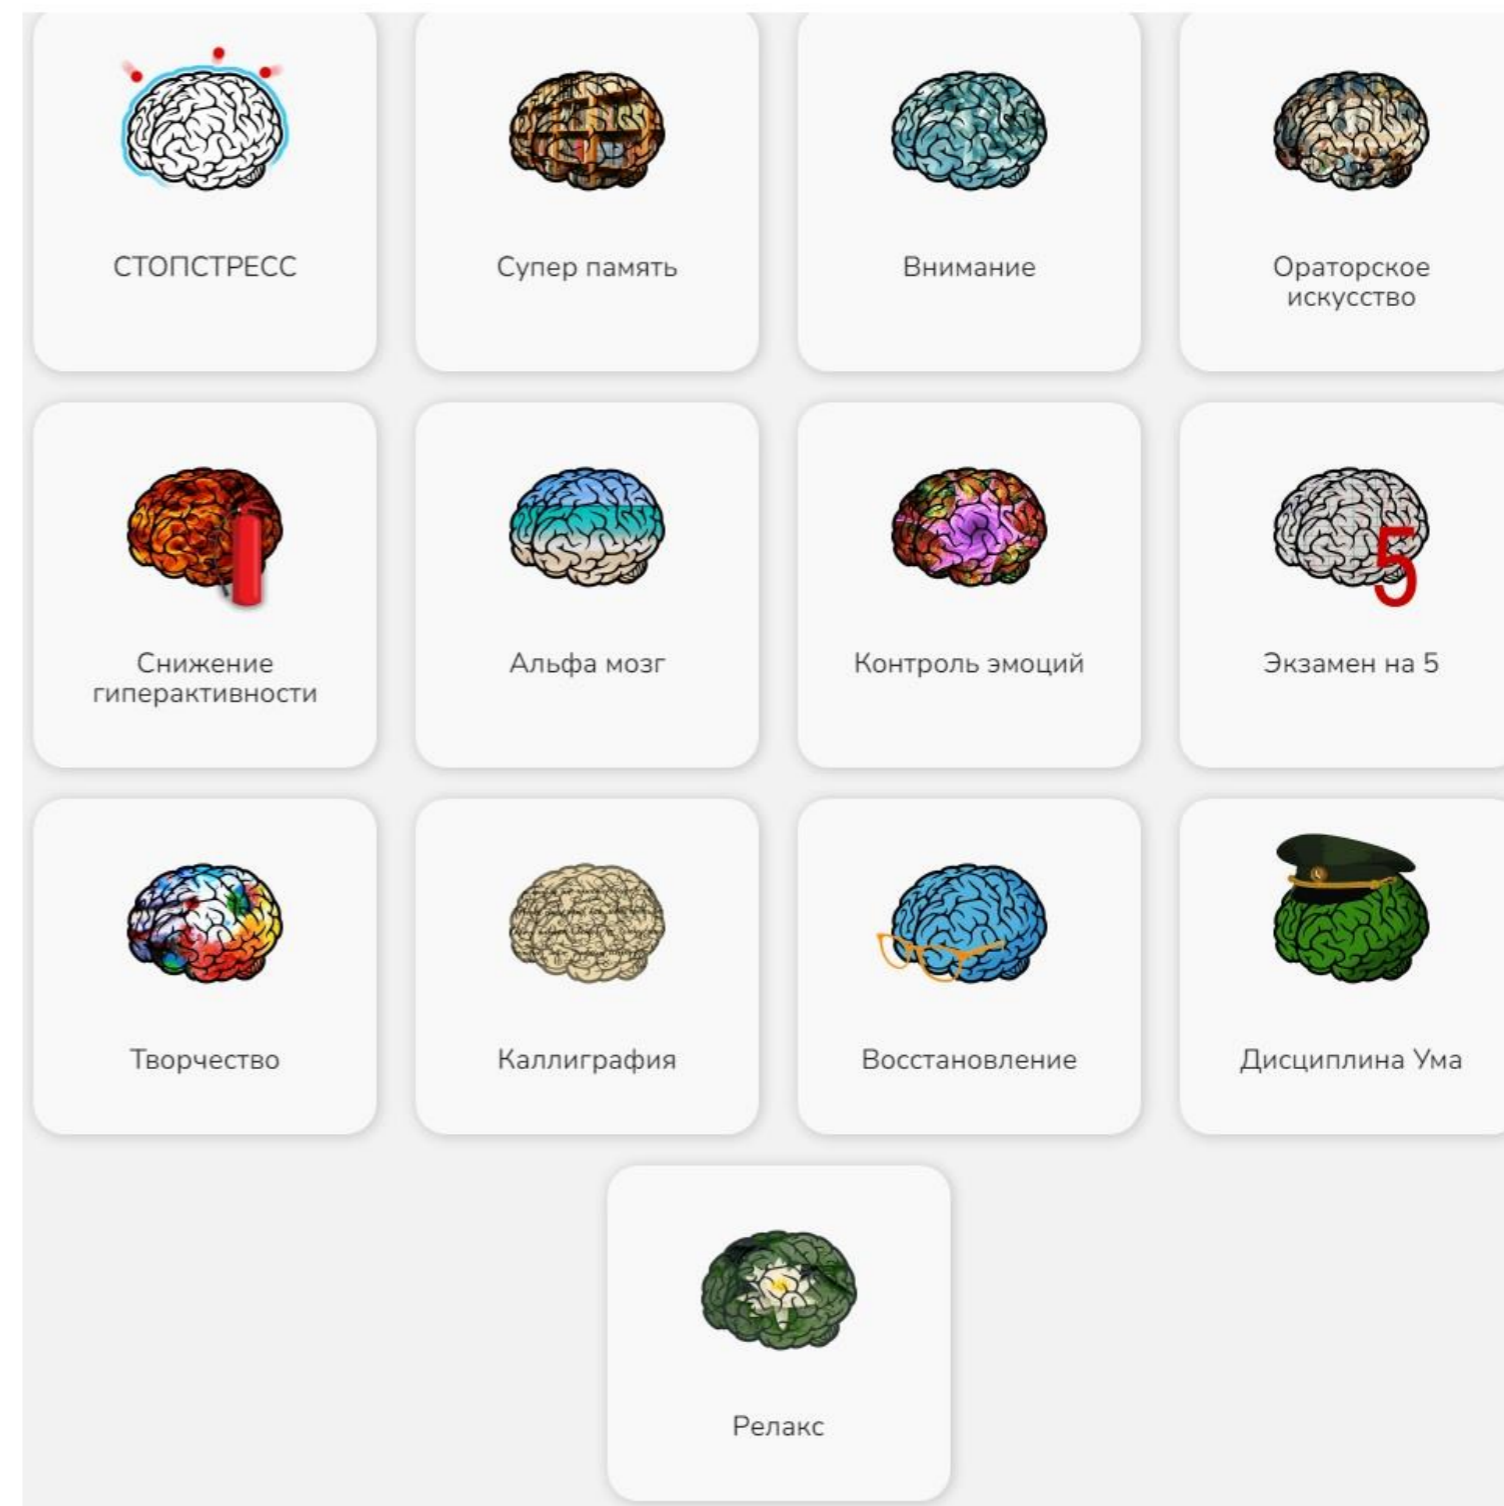 СТОПСТРЕСС
Супер память
Внимание
Ораторское
искусство
Снижение
гиперактивности
Альфа мозг
Контроль эмоций
Экзамен на 5
5
Творчество
Каллиграфия
Восстановление
Дисциплина Ума
Релакс